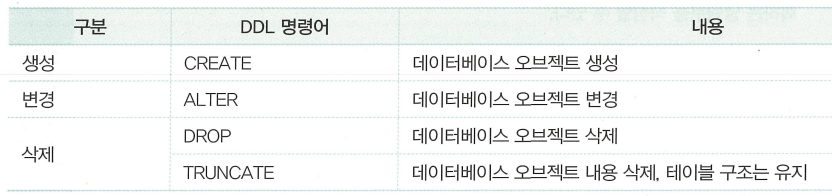 구분 DDL 명령어 내용
생성 CREATE 데이터베이스 오브젝트 생성
변경 ALTER 데이터베이스 오브젝트 변경
삭제 DROP 데이터베이스 오브젝트 삭제
TRUNCATE 데이터베이스 오브젝트 내용 삭제, 테이블 구조는 유지